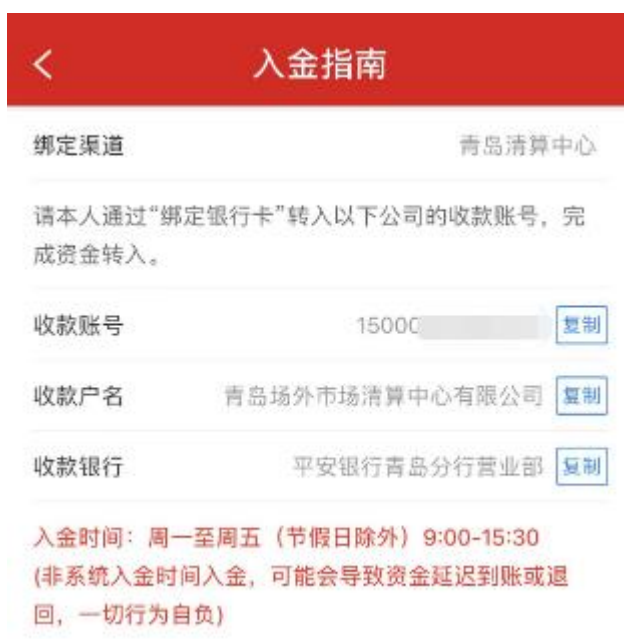 入金指南
绑定渠道 青岛清算中心
请本人通过“绑定银行卡”转入以下公司的收款账号，完
成资金转入。
收款账号 15000 复制
收款户名 青岛场外市场清算中心有限公司 复制
收款银行 平安银行青岛分行营业部 复制
入金时间：周一至周五（节假日除外）9:00-15:30
(非系统入金时间入金，可能会导致资金延迟到账或退
回，一切行为自负)